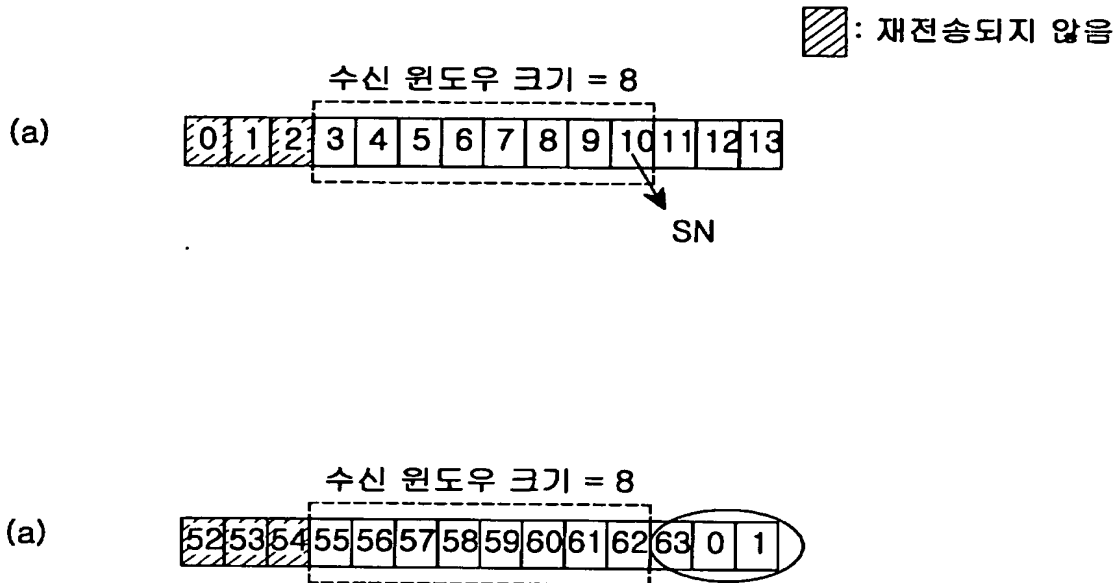 : 재전송되지 않음
수신 윈도우 크기 = 8
(a) 0 1 2 3 4 5 6 7 8 9 10 11 12 13
SN
수신 윈도우 크기 = 8
(a) 52 53 54 55 56 57 58 59 60 61 62 63 0 1